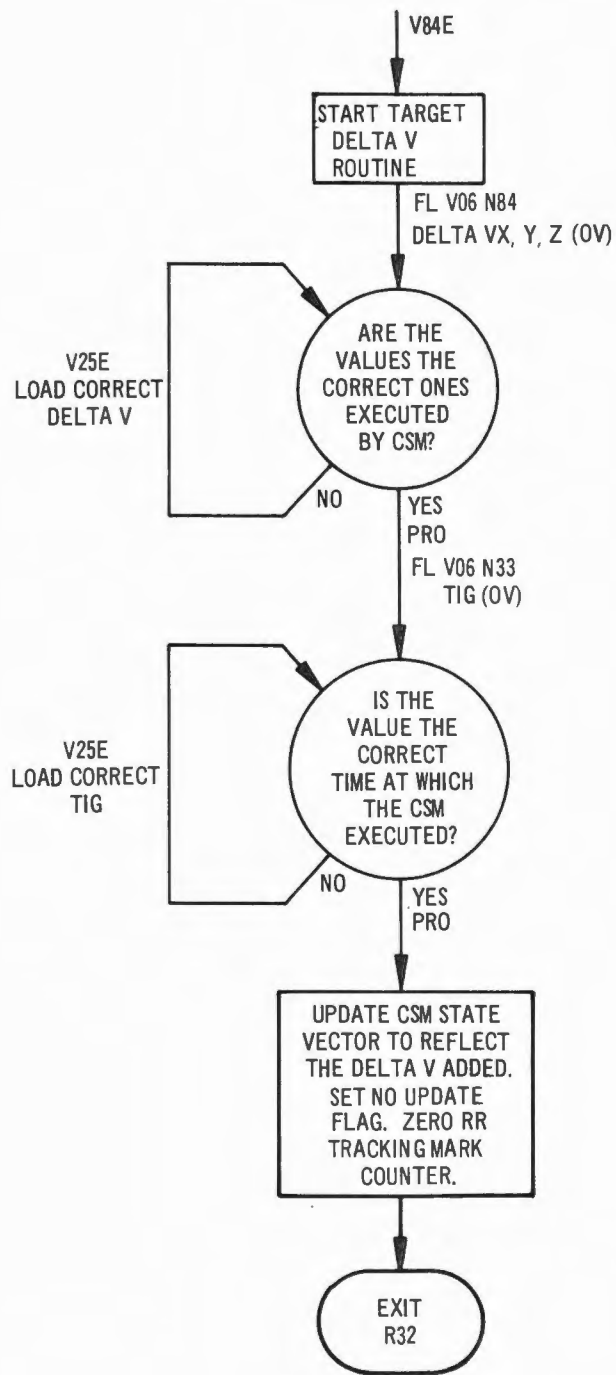 V84E
START TARGET
DELTA V
ROUTINE
FL V06 N84
DELTA VX, Y, Z (OV)
ARE THE
VALUES THE
CORRECT ONES
EXECUTED
BY CSM?
V25E
LOAD CORRECT
DELTA V
NO
YES
PRO
FL V06 N33
TIG (OV)
IS THE
VALUE THE
CORRECT
TIME AT WHICH
THE CSM
EXECUTED?
V25E
LOAD CORRECT
TIG
NO
YES
PRO
UPDATE CSM STATE
VECTOR TO REFLECT
THE DELTA V ADDED.
SET NO UPDATE
FLAG. ZERO RR
TRACKING MARK
COUNTER.
EXIT
R32